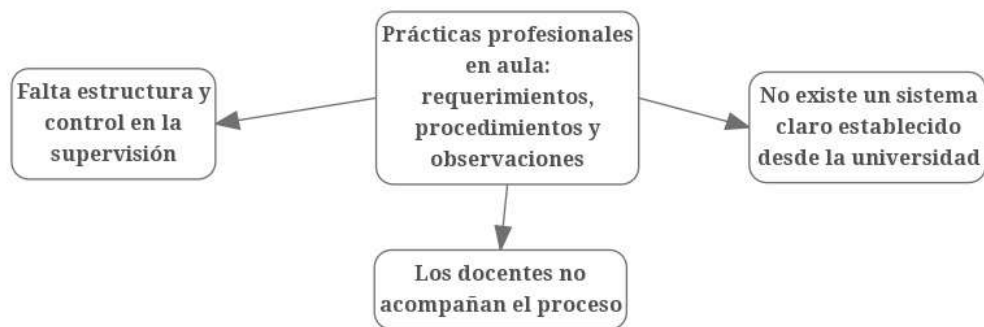 Prácticas profesionales
en aula:
requerimientos,
procedimientos y
observaciones
Falta estructura y
control en la
supervisión
No existe un sistema
claro establecido
desde la universidad
Los docentes no
acompañan el proceso